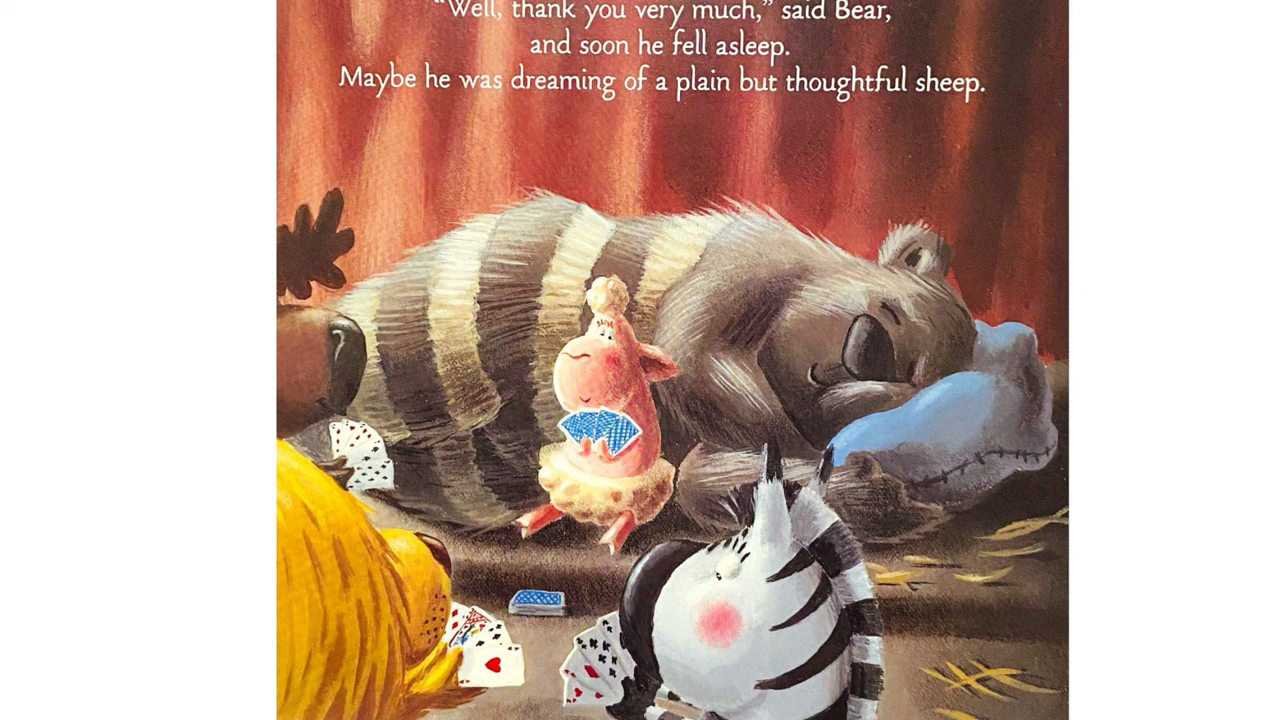 “Well, thank you very much,” said Bear,
and soon he fell asleep.
Maybe he was dreaming of a plain but thoughtful sheep.